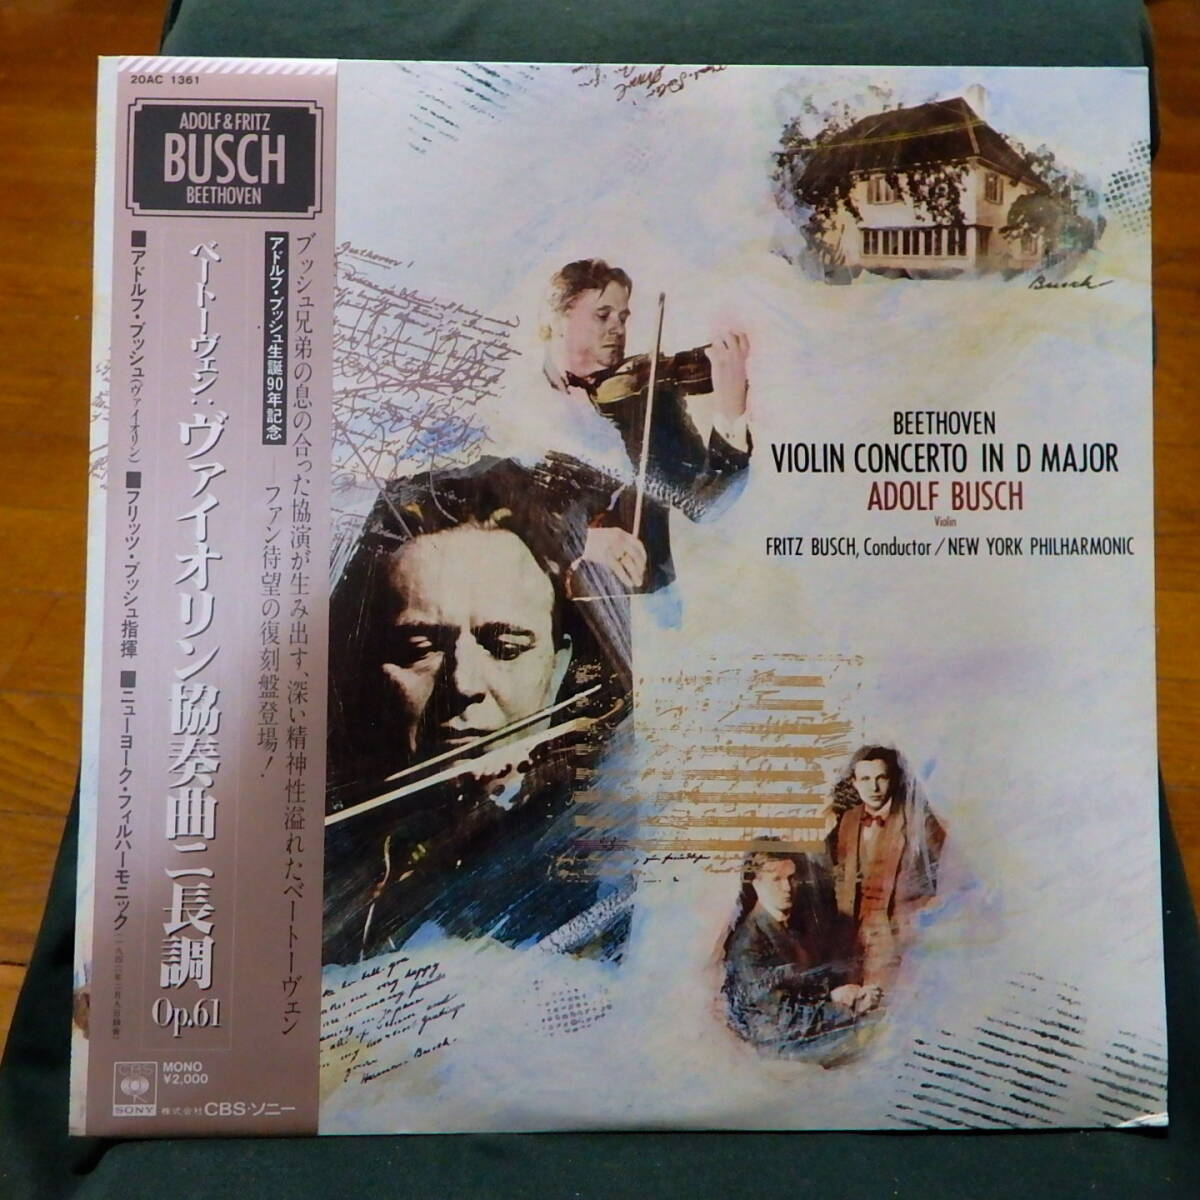 20AC 1361
ADOLF & FRITZ
BUSCH
BEETHOVEN
ブッシュ兄弟の息の合った協演が生み出す、深い精神性溢れたベートーヴェン
アドルフ・ブッシュ生誕90年記念
──ファン待望の復刻盤登場!
ベートーヴェン:ヴァイオリン協奏曲ニ長調
Op.61
■アドルフ・ブッシュ(ヴァイオリン) ■フリッツ・ブッシュ指揮 ■ニューヨーク・フィルハーモニック
CBS
SONY
MONO
¥2,000
株式会社CBS・ソニー
Beethoven!
Busch
BEETHOVEN
VIOLIN CONCERTO IN D MAJOR
ADOLF BUSCH
Violin
FRITZ BUSCH, Conductor / NEW YORK PHILHARMONIC
Busch.